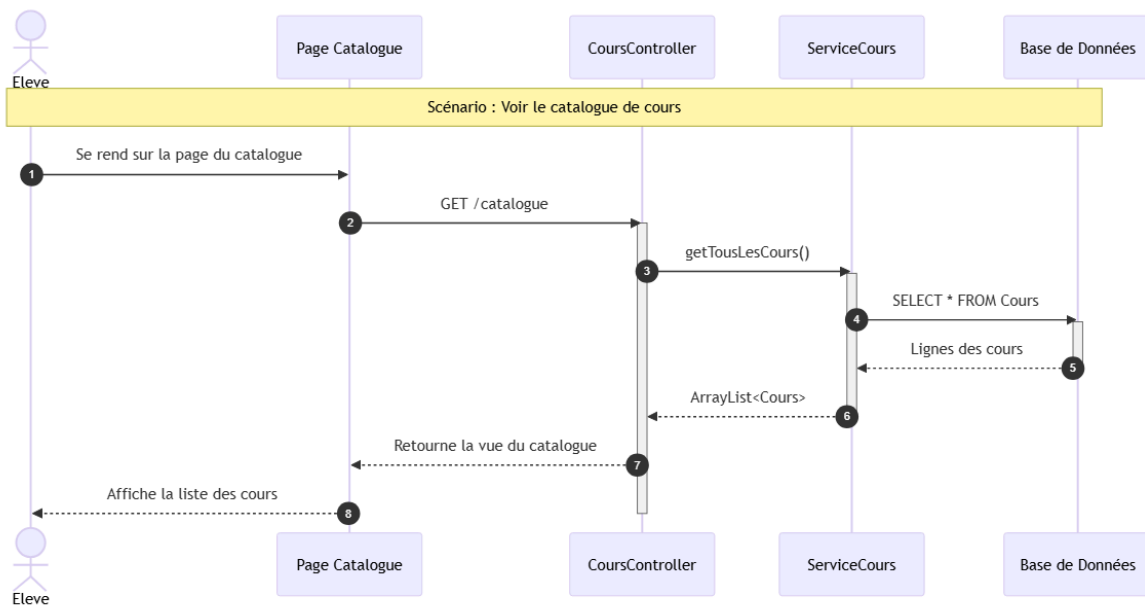 Page Catalogue
CoursController
ServiceCours
Base de Données
Eleve
Scénario : Voir le catalogue de cours
Se rend sur la page du catalogue
1
GET /catalogue
2
getTousLesCours()
3
SELECT * FROM Cours
4
Lignes des cours
5
ArrayList<Cours>
6
Retourne la vue du catalogue
7
Affiche la liste des cours
8
Page Catalogue
CoursController
ServiceCours
Base de Données
Eleve